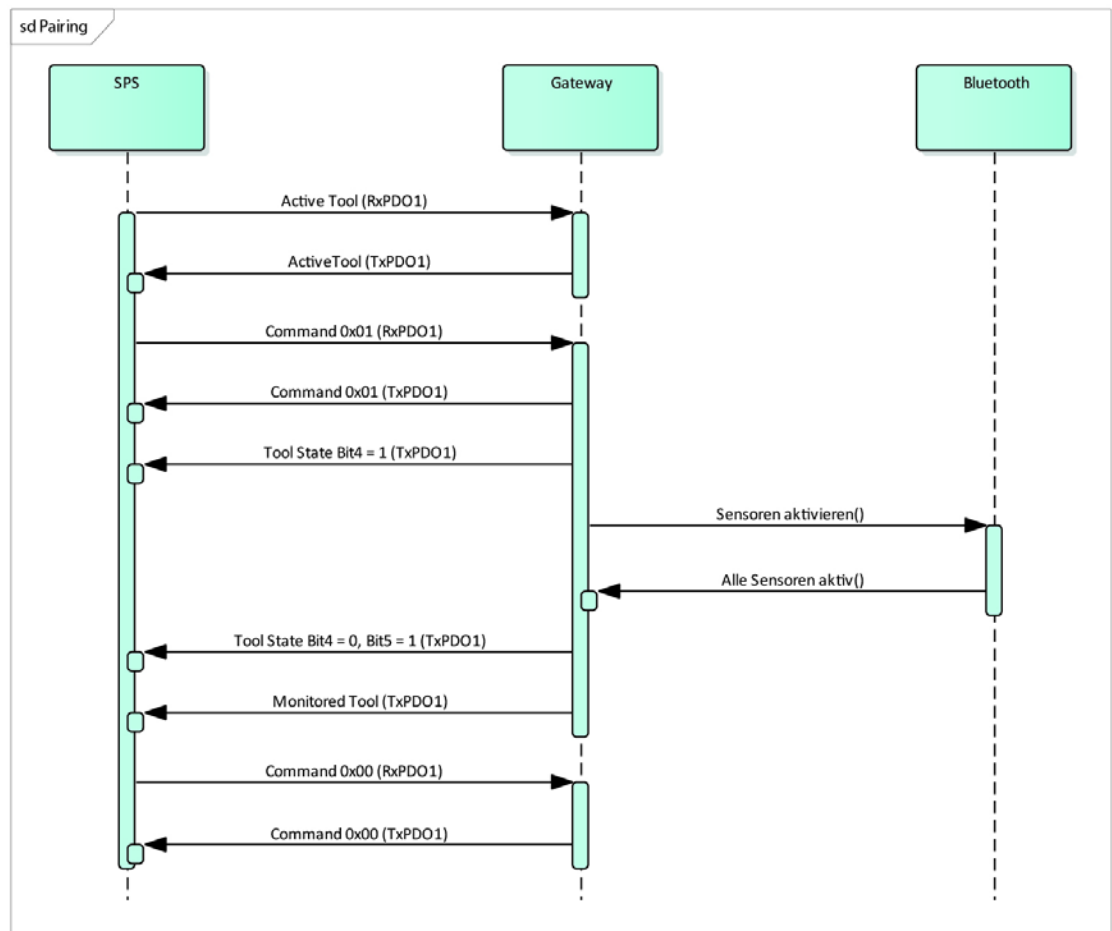 sd Pairing
SPS
Gateway
Bluetooth
Active Tool (RxPDO1)
ActiveTool (TxPDO1)
Command 0x01 (RxPDO1)
Command 0x01 (TxPDO1)
Tool State Bit4 = 1 (TxPDO1)
Sensoren aktivieren()
Alle Sensoren aktiv()
Tool State Bit4 = 0, Bit5 = 1 (TxPDO1)
Monitored Tool (TxPDO1)
Command 0x00 (RxPDO1)
Command 0x00 (TxPDO1)